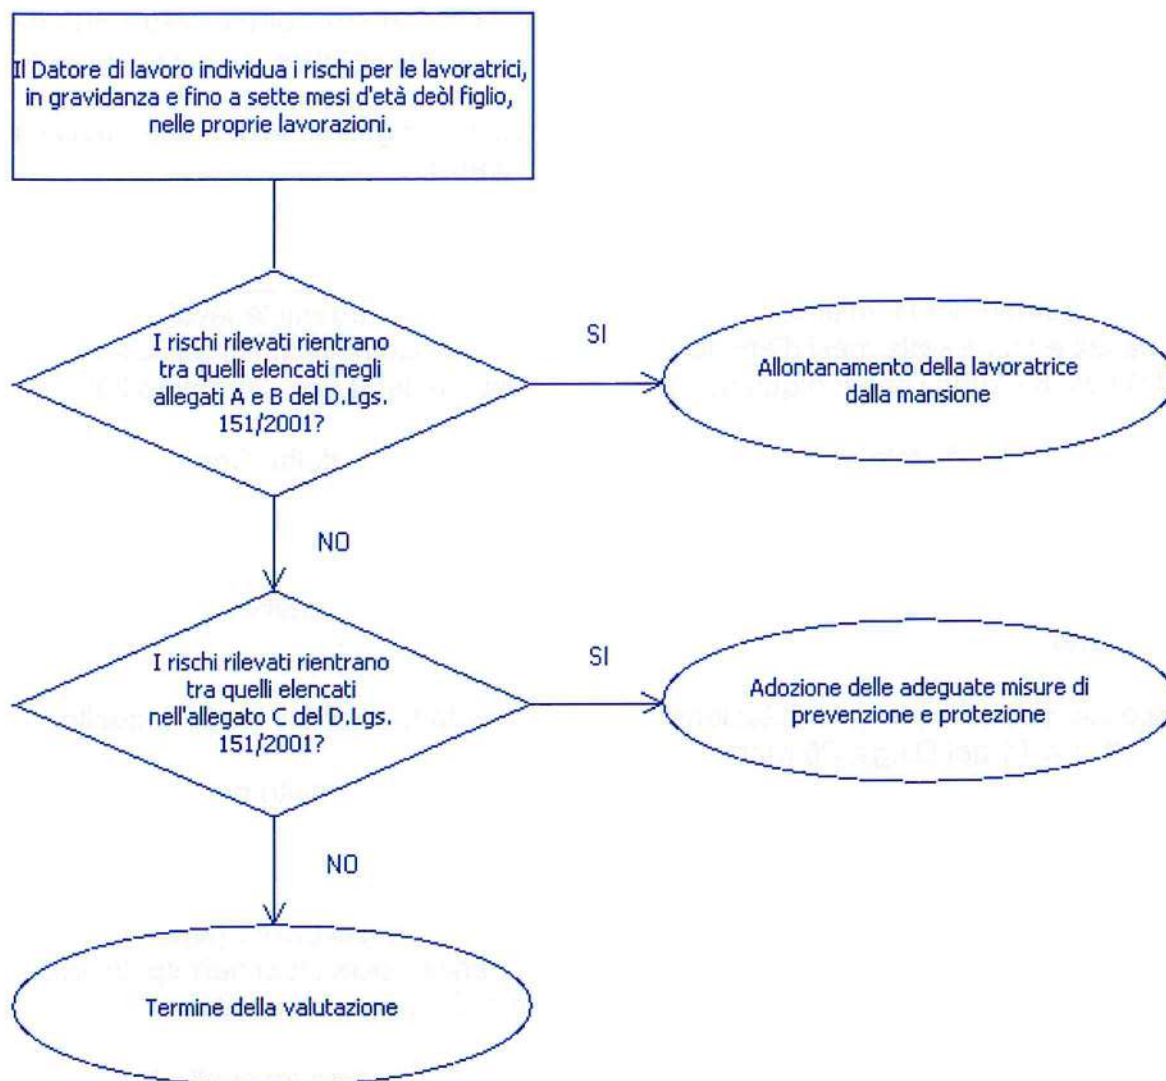 Il Datore di lavoro individua i rischi per le lavoratrici,
in gravidanza e fino a sette mesi d'età deòl figlio,
nelle proprie lavorazioni.
I rischi rilevati rientrano
tra quelli elencati negli
allegati A e B del D.Lgs.
151/2001?
SI
Allontanamento della lavoratrice
dalla mansione
NO
I rischi rilevati rientrano
tra quelli elencati
nell'allegato C del D.Lgs.
151/2001?
SI
Adozione delle adeguate misure di
prevenzione e protezione
NO
Termine della valutazione